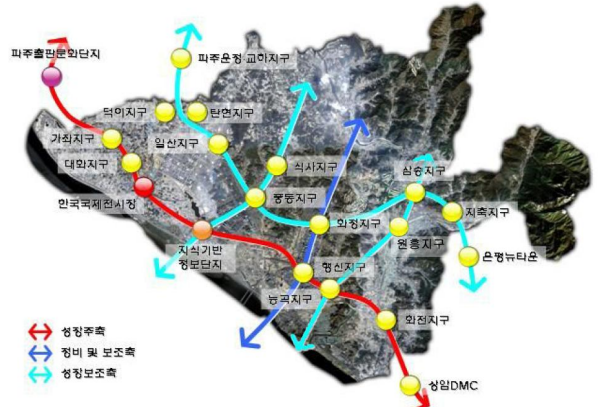 파주출판문화단지
파주운정 교하지구
덕이지구
탄현지구
가좌지구
일산지구
대화지구
식사지구
삼송지구
한국국제전시장
풍동지구
지축지구
화정지구
원흥지구
지식기반
정보단지
행신지구
은평뉴타운
능곡지구
화전지구
성장주축
정비 및 보조축
성장보조축
상암DMC